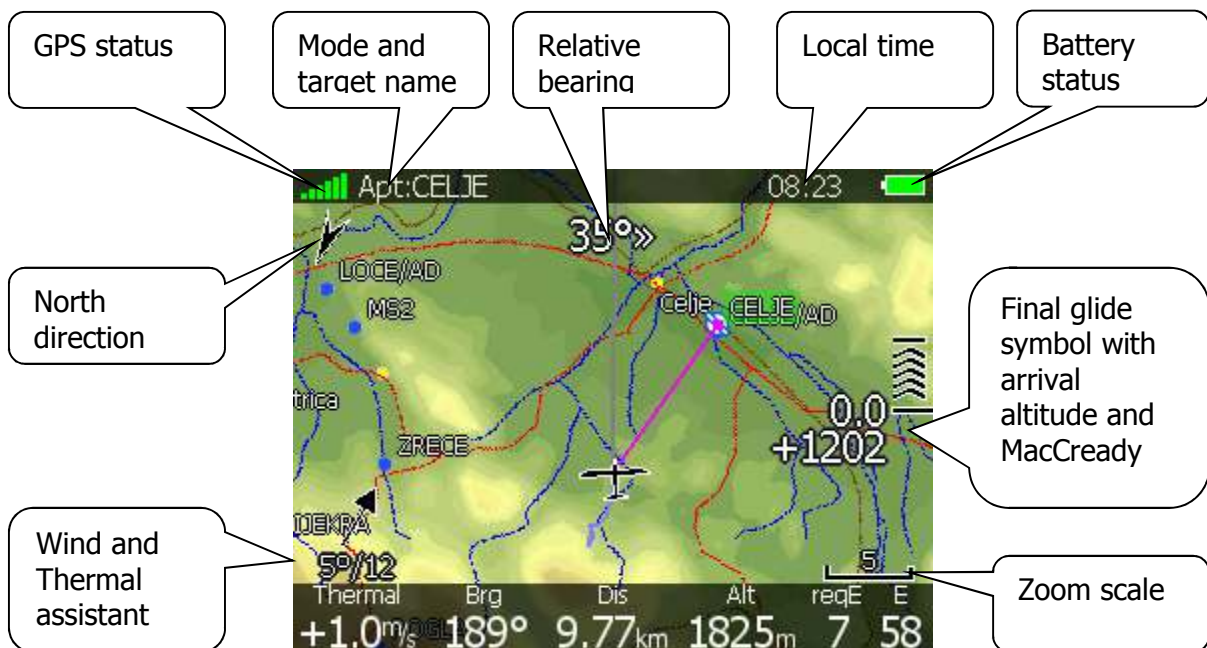 GPS status
Mode and
target name
Relative
bearing
Local time
Battery
status
Apt:CELJE
08:23
35°»
LOCE/AD
MS2
Celje
CELJE
/AD
North
direction
trica
ZRECE
0.0
+1202
Final glide
symbol with
arrival
altitude and
MacCready
IJEKRA
5°/12
5
Wind and
Thermal
assistant
Zoom scale
Thermal Brg Dis Alt reqE E
+1.0m/s 189° 9.77km 1825m 7 58